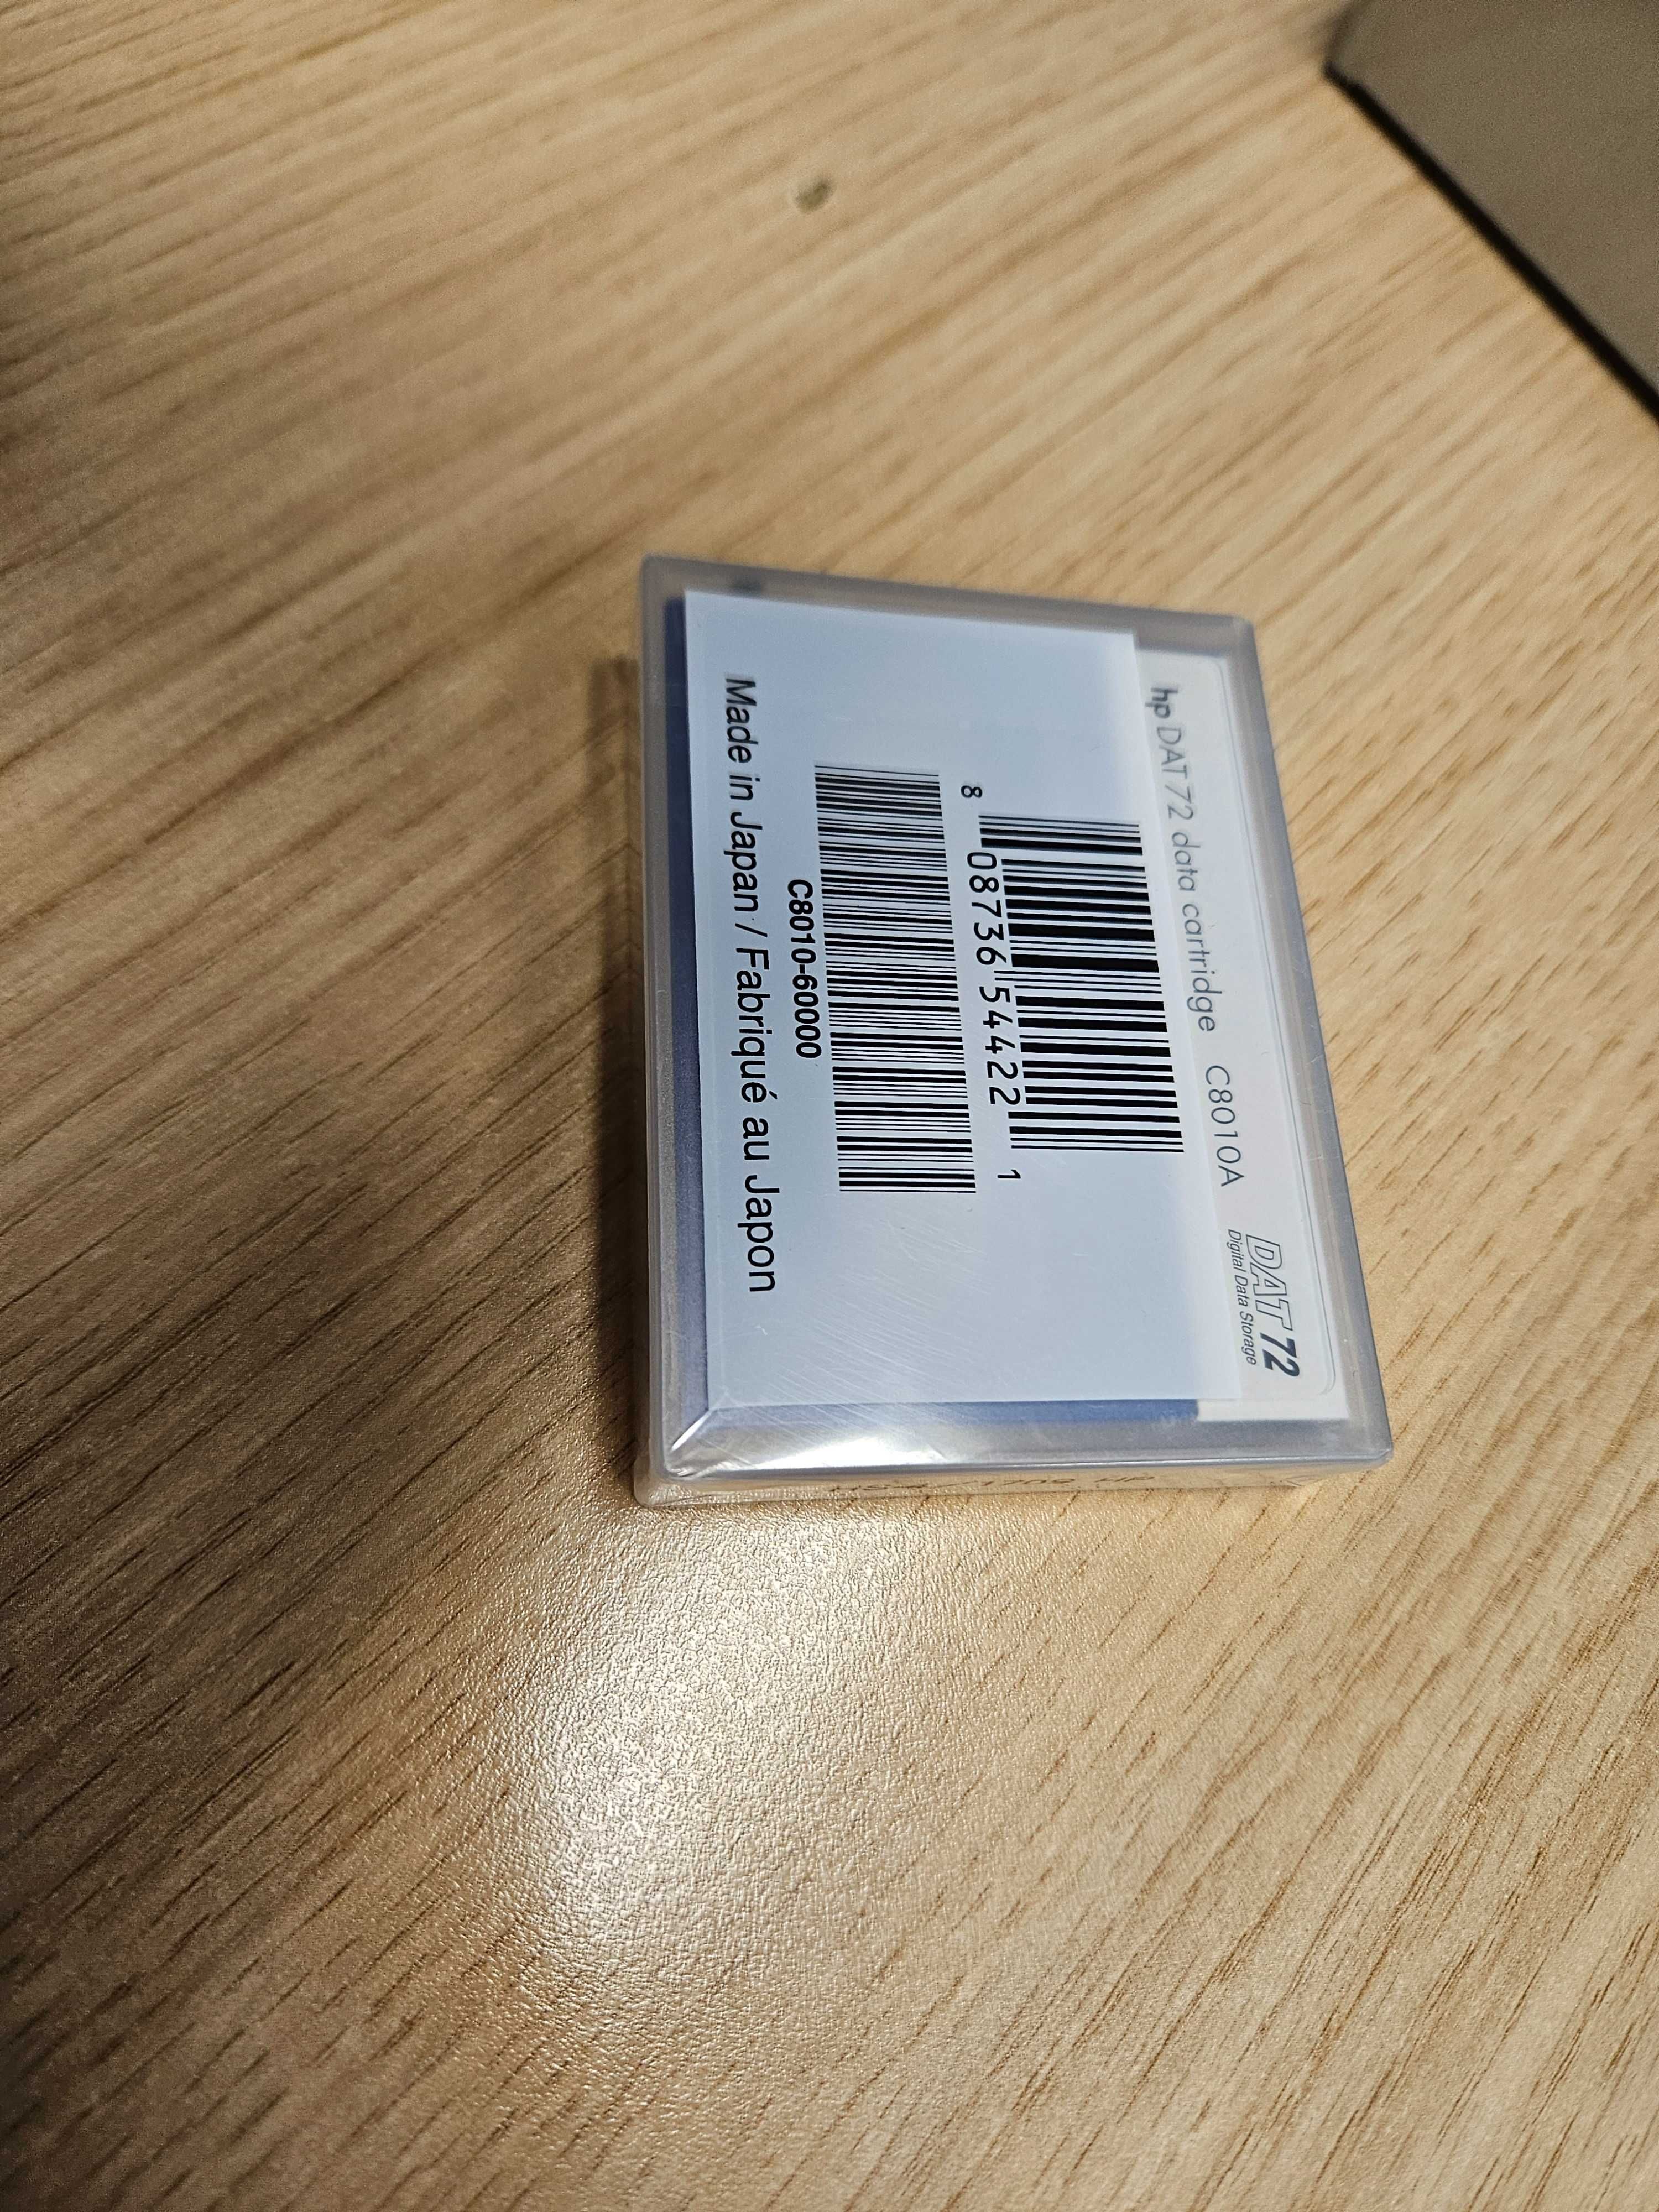 hp DAT 72 data cartridge C8010A
DAT 72
Digital Data Storage
8 08736 54422 1
C8010-60000
Made in Japan / Fabriqué au Japon